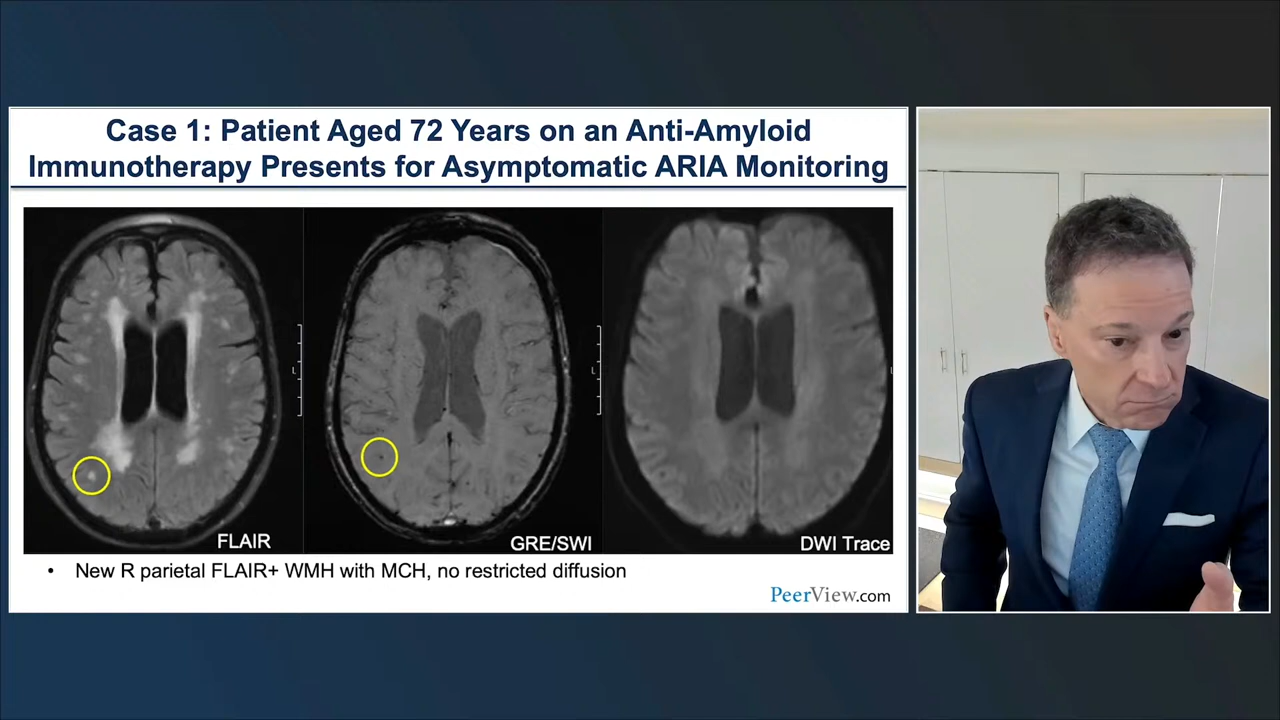 Case 1: Patient Aged 72 Years on an Anti-Amyloid
Immunotherapy Presents for Asymptomatic ARIA Monitoring
L
L
L
FLAIR
GRE/SWI
DWI Trace
• New R parietal FLAIR+ WMH with MCH, no restricted diffusion
PeerView.com